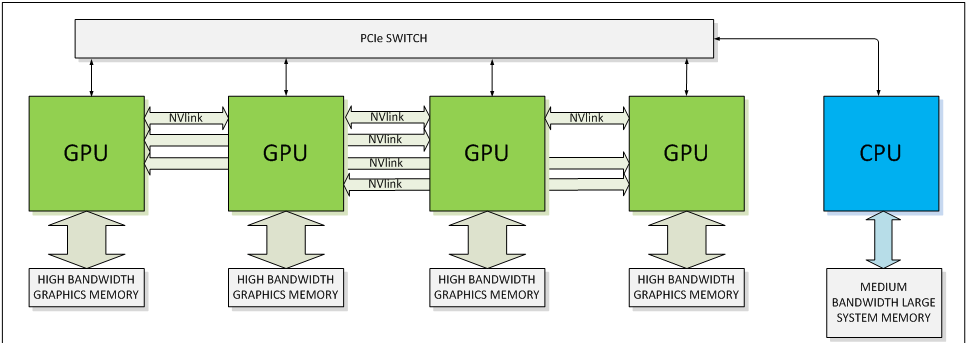 PCIe SWITCH
NVlink
NVlink
NVlink
NVlink
NVlink
NVlink
GPU
GPU
GPU
GPU
CPU
HIGH BANDWIDTH
GRAPHICS MEMORY
HIGH BANDWIDTH
GRAPHICS MEMORY
HIGH BANDWIDTH
GRAPHICS MEMORY
HIGH BANDWIDTH
GRAPHICS MEMORY
MEDIUM
BANDWIDTH LARGE
SYSTEM MEMORY